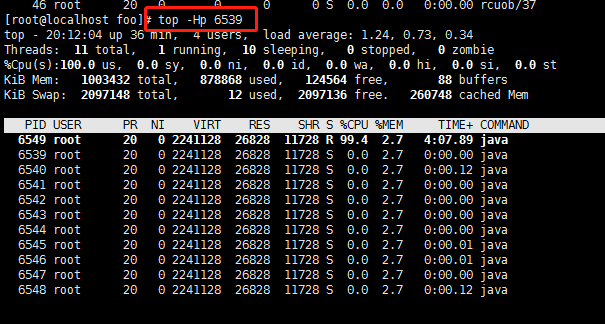 46 root 20 0 0 0 0 S 0.0 0.0 0:00.00 rcuob/37
[root@localhost foo]# top -Hp 6539
top - 20:12:04 up 36 min, 4 users, load average: 1.24, 0.73, 0.34
Threads: 11 total, 1 running, 10 sleeping, 0 stopped, 0 zombie
%Cpu(s):100.0 us, 0.0 sy, 0.0 ni, 0.0 id, 0.0 wa, 0.0 hi, 0.0 si, 0.0 st
KiB Mem: 1003432 total, 878868 used, 124564 free, 88 buffers
KiB Swap: 2097148 total, 12 used, 2097136 free. 260748 cached Mem
PID USER PR NI VIRT RES SHR S %CPU %MEM TIME+ COMMAND
6549 root 20 0 2241128 26828 11728 R 99.4 2.7 4:07.89 java
6539 root 20 0 2241128 26828 11728 S 0.0 2.7 0:00.00 java
6540 root 20 0 2241128 26828 11728 S 0.0 2.7 0:00.12 java
6541 root 20 0 2241128 26828 11728 S 0.0 2.7 0:00.00 java
6542 root 20 0 2241128 26828 11728 S 0.0 2.7 0:00.00 java
6543 root 20 0 2241128 26828 11728 S 0.0 2.7 0:00.00 java
6544 root 20 0 2241128 26828 11728 S 0.0 2.7 0:00.00 java
6545 root 20 0 2241128 26828 11728 S 0.0 2.7 0:00.01 java
6546 root 20 0 2241128 26828 11728 S 0.0 2.7 0:00.01 java
6547 root 20 0 2241128 26828 11728 S 0.0 2.7 0:00.00 java
6548 root 20 0 2241128 26828 11728 S 0.0 2.7 0:00.12 java